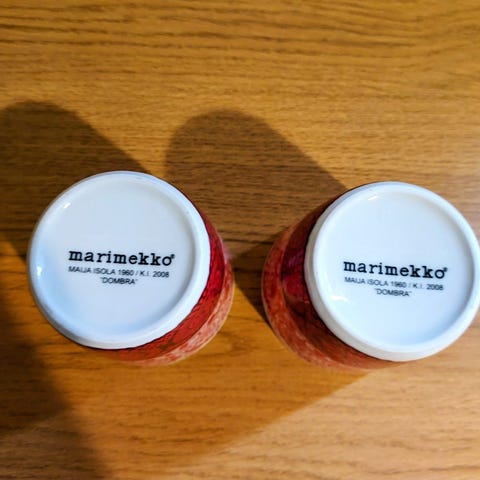 marimekko®
MAIJA ISOLA 1960 / K.I. 2008
"DOMBRA"
marimekko®
MAIJA ISOLA 1960 / K.I. 2008
"DOMBRA"